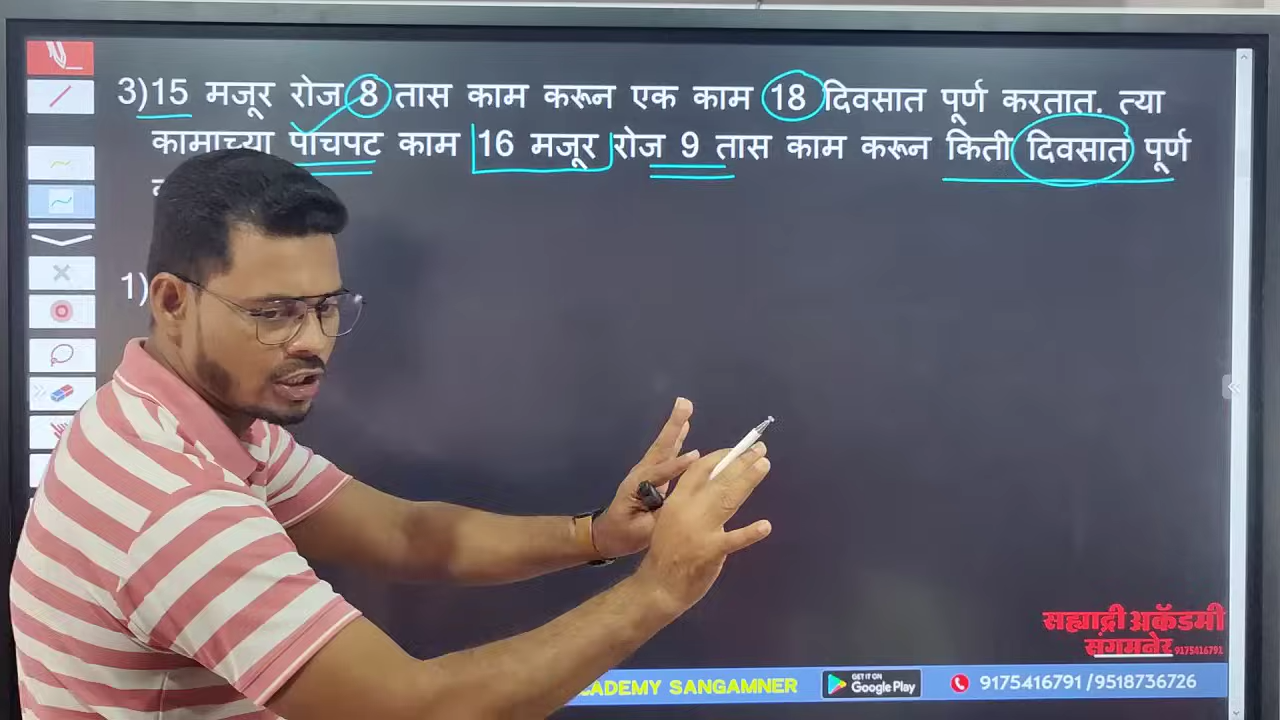 3)15 मजूर रोज 8 तास काम करून एक काम 18 दिवसात पूर्ण करतात. त्या
कामाच्या पाचपट काम 16 मजूर रोज 9 तास काम करून किती दिवसात पूर्ण
1)
सह्याद्री अकॅडमी
संगमनेर 9175416791
ACADEMY SANGAMNER
GET IT ON
Google Play
9175416791 /9518736726